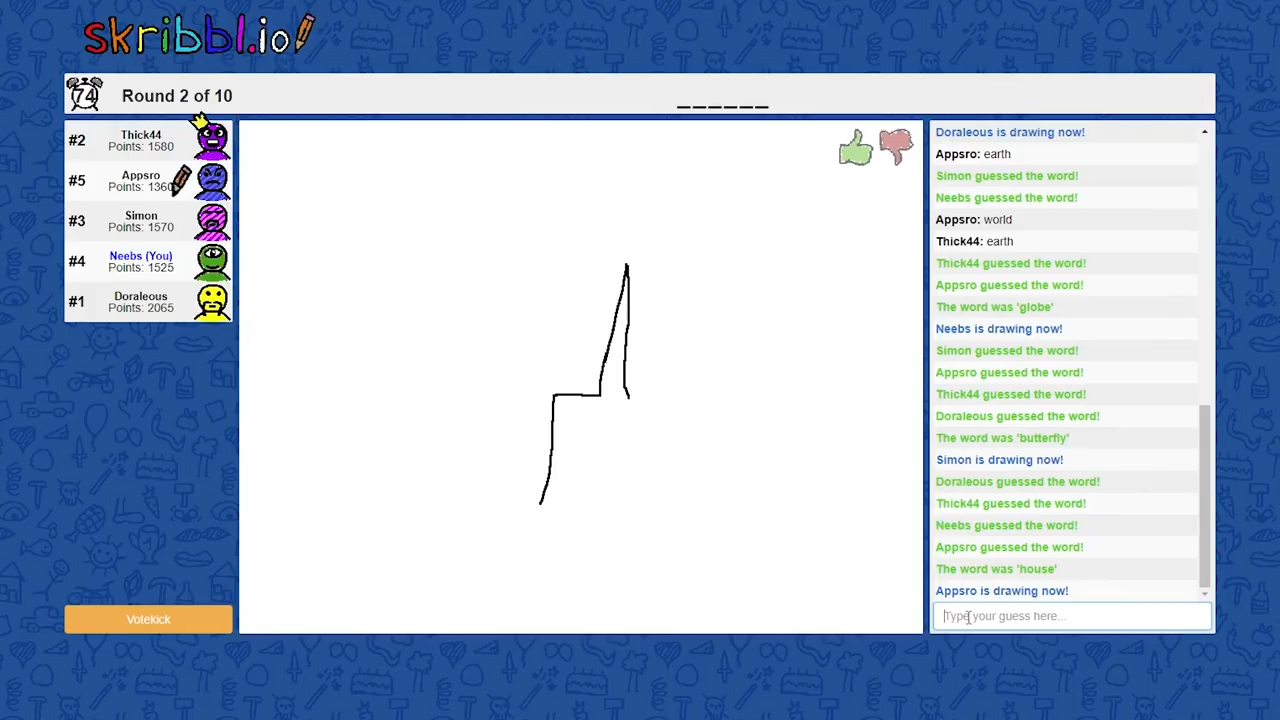 skribbl.io
74
Round 2 of 10
______
#2
Thick44
Points: 1580
#5
Appsro
Points: 1360
#3
Simon
Points: 1570
#4
Neebs (You)
Points: 1525
#1
Doraleous
Points: 2065
Votekick
Doraleous is drawing now!
Appsro: earth
Simon guessed the word!
Neebs guessed the word!
Appsro: world
Thick44: earth
Thick44 guessed the word!
Appsro guessed the word!
The word was 'globe'
Neebs is drawing now!
Simon guessed the word!
Appsro guessed the word!
Thick44 guessed the word!
Doraleous guessed the word!
The word was 'butterfly'
Simon is drawing now!
Doraleous guessed the word!
Thick44 guessed the word!
Neebs guessed the word!
Appsro guessed the word!
The word was 'house'
Appsro is drawing now!
Type your guess here...